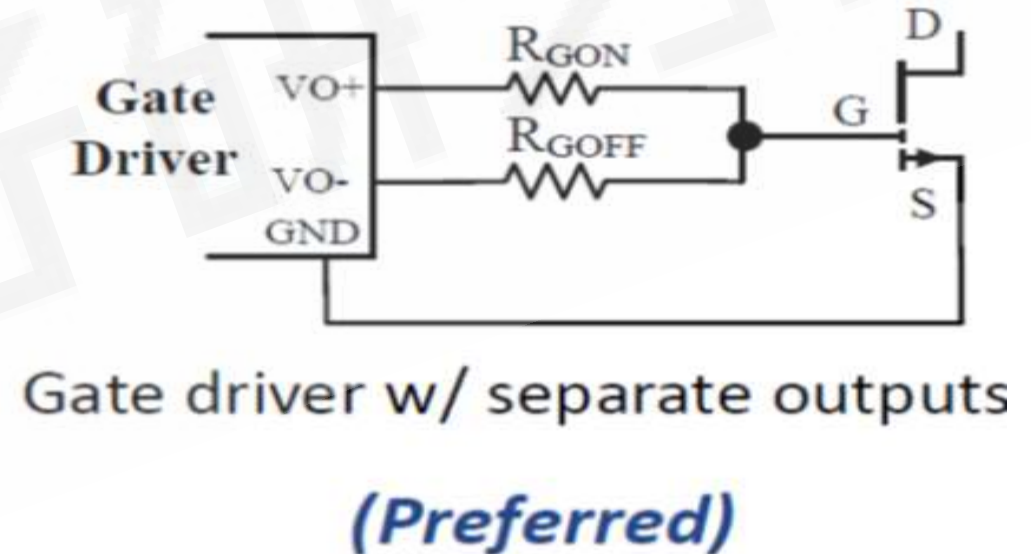 Gate
Driver
VO+
VO-
GND
RGON
RGOFF
D
G
S
Gate driver w/ separate outputs
(Preferred)